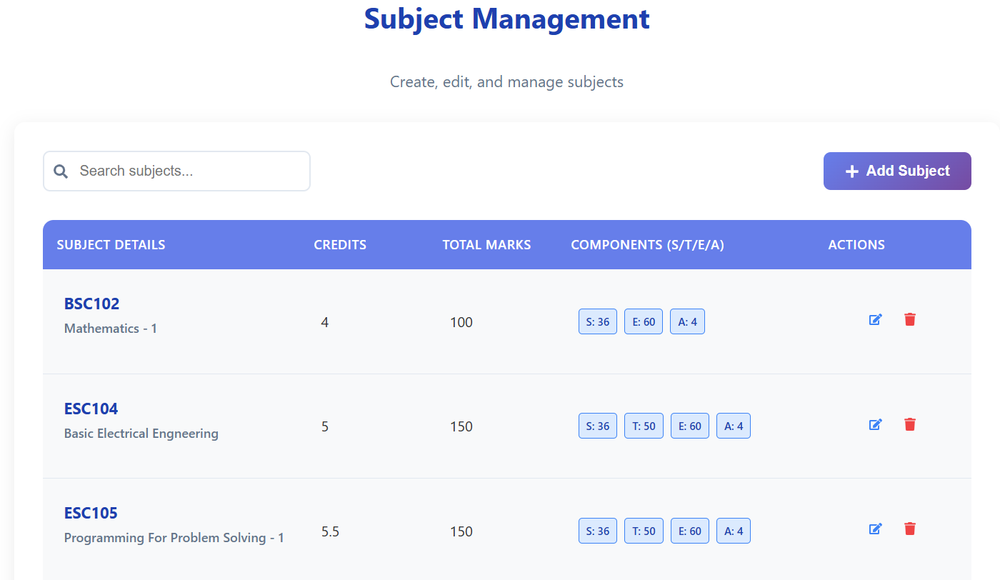 Subject Management
Create, edit, and manage subjects
Search subjects...
Add Subject
SUBJECT DETAILS CREDITS TOTAL MARKS COMPONENTS (S/T/E/A) ACTIONS
BSC102
Mathematics - 1
4 100 S: 36 E: 60 A: 4
ESC104
Basic Electrical Engneering
5 150 S: 36 T: 50 E: 60 A: 4
ESC105
Programming For Problem Solving - 1
5.5 150 S: 36 T: 50 E: 60 A: 4